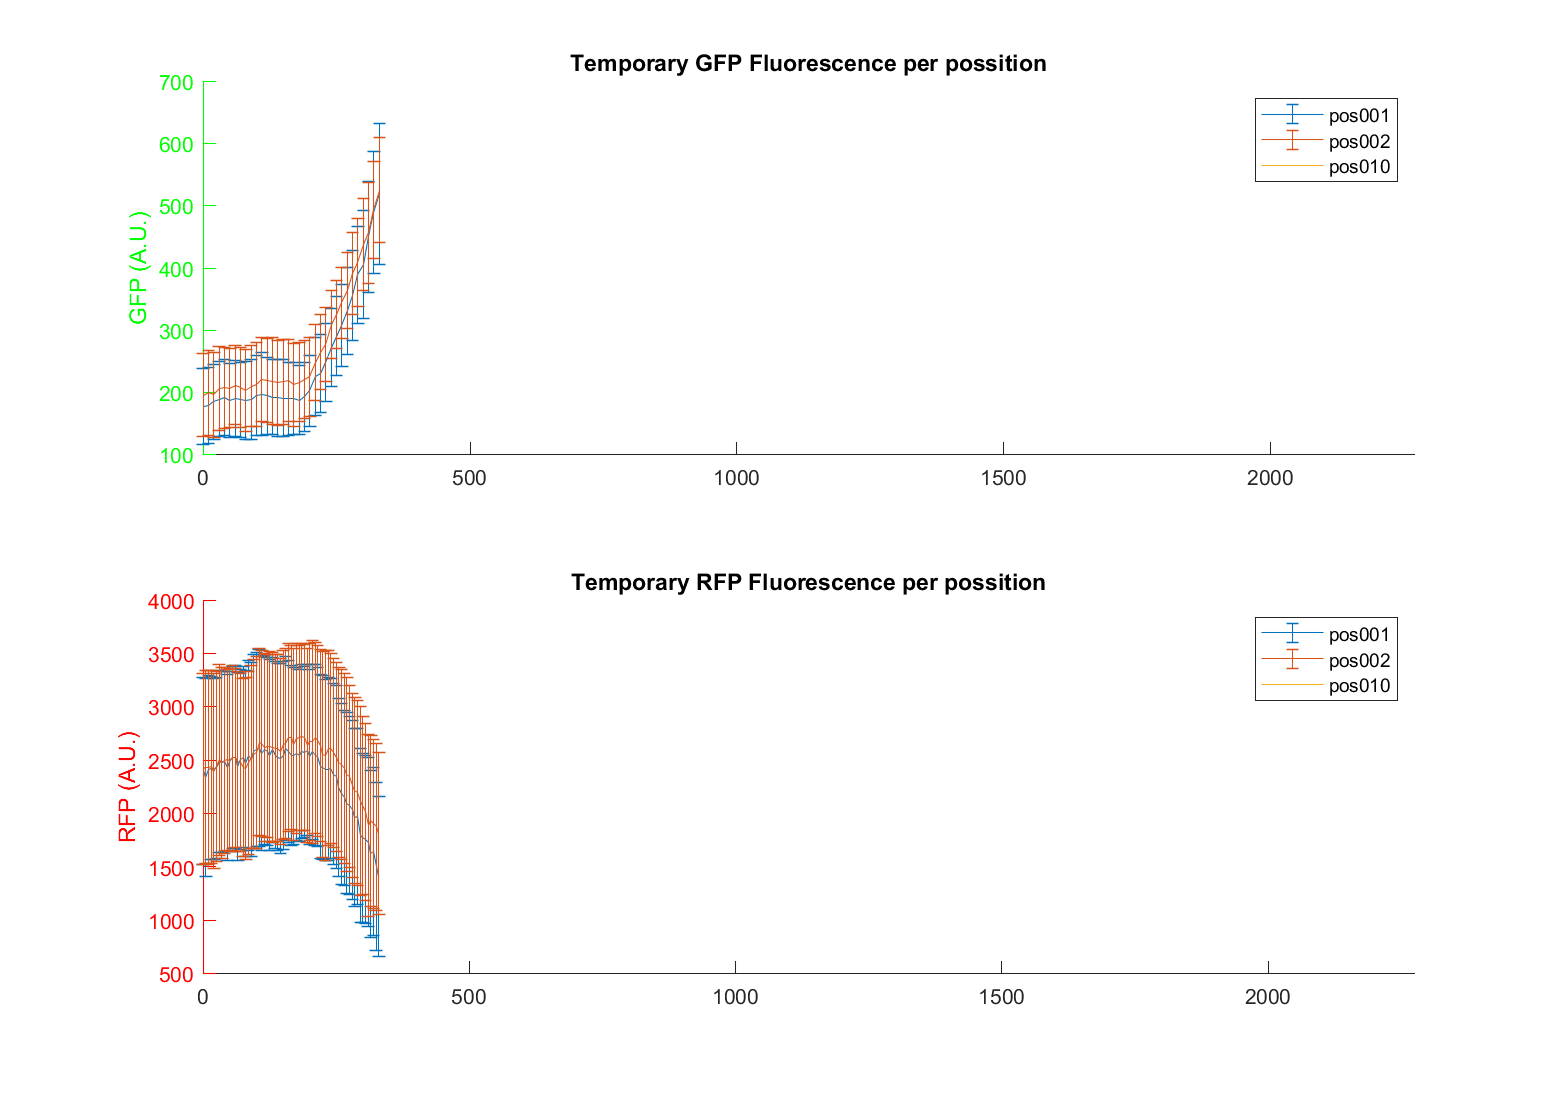 Temporary GFP Fluorescence per possition
700
600
500
400
300
200
100
GFP (A.U.)
0 500 1000 1500 2000
pos001
pos002
pos010
Temporary RFP Fluorescence per possition
4000
3500
3000
2500
2000
1500
1000
500
RFP (A.U.)
0 500 1000 1500 2000
pos001
pos002
pos010